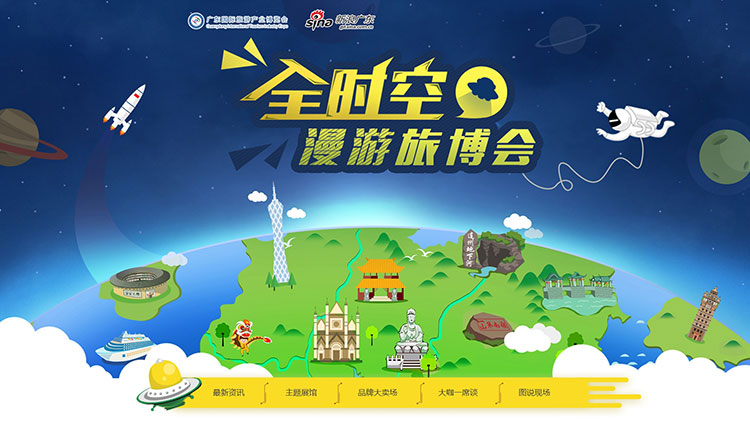 广东国际旅游产业博览会
Guangdong International Tourism Industry Expo
sina 新浪广东
gd.sina.com.cn
全时空
漫游旅博会
连州地下河
最新资讯
主题展馆
品牌大卖场
大咖一席谈
图说现场